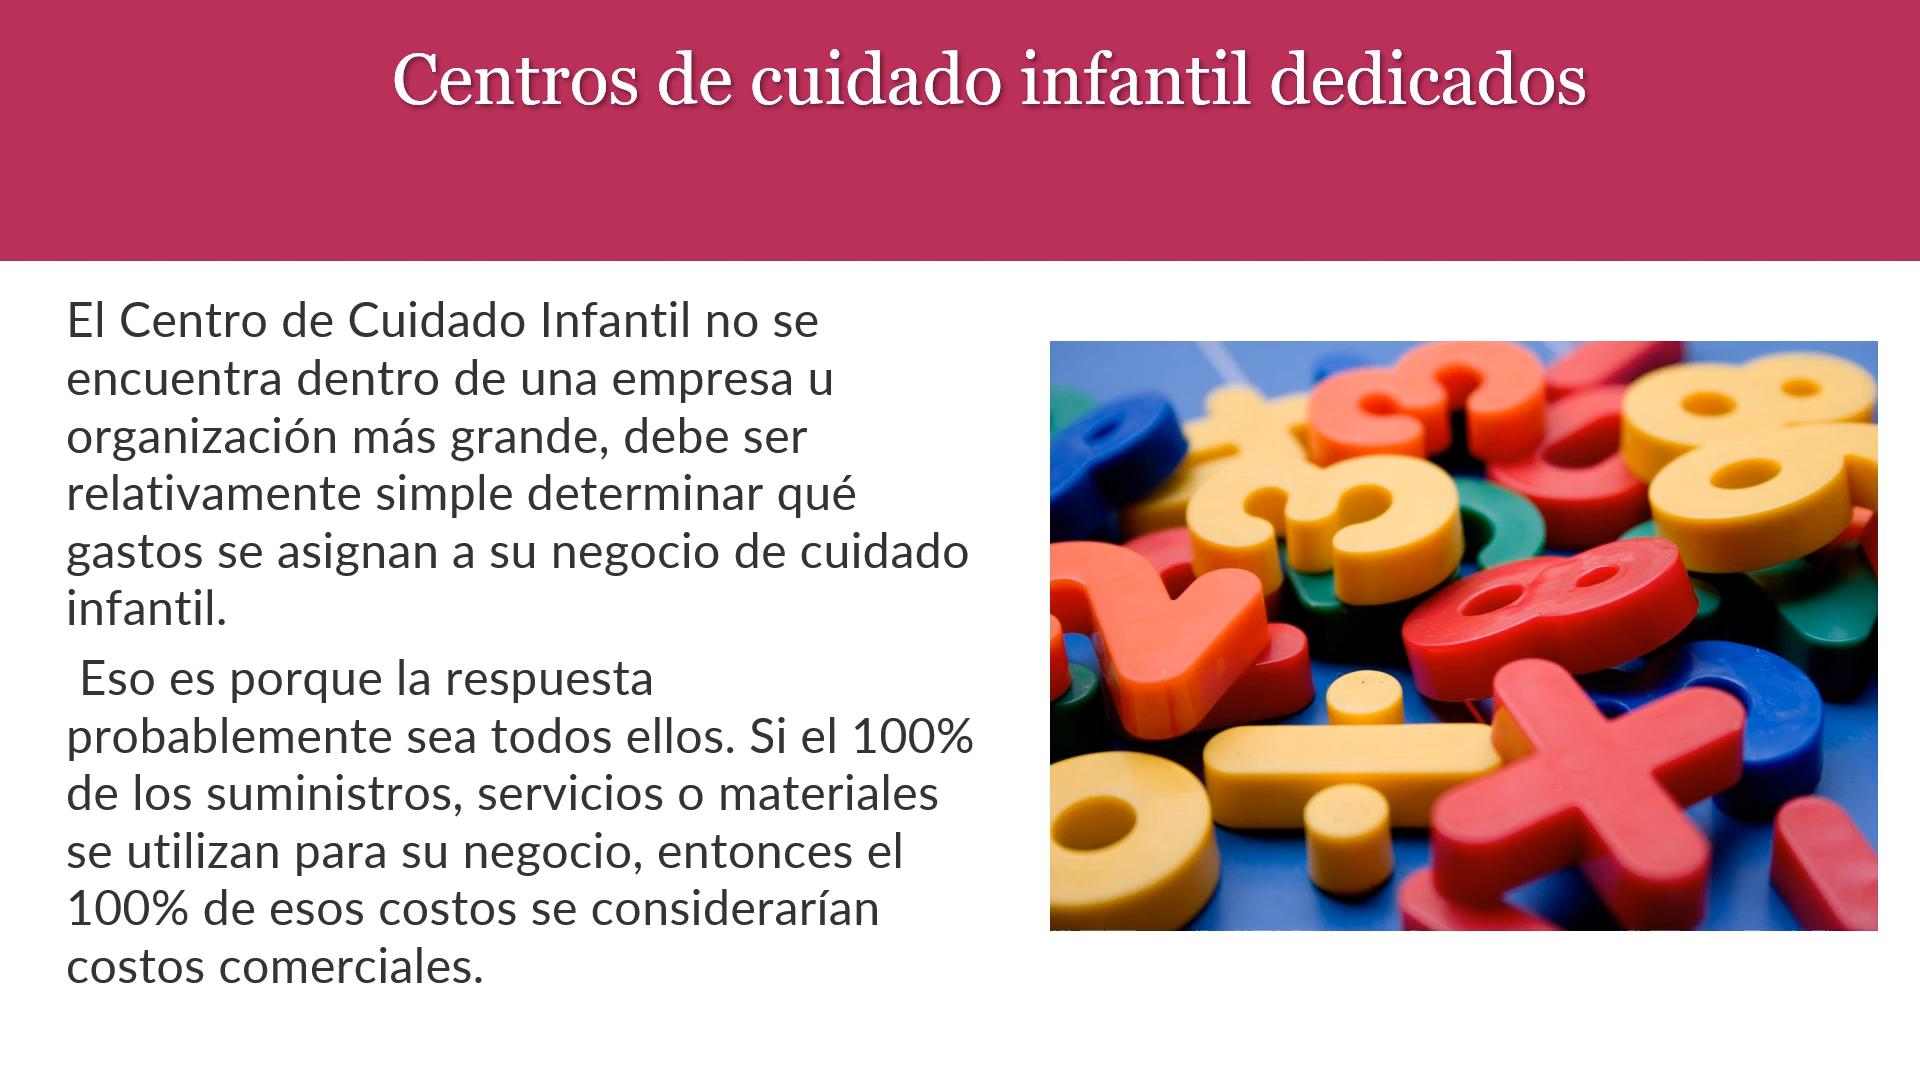 Centros de cuidado infantil dedicados
El Centro de Cuidado Infantil no se
encuentra dentro de una empresa u
organización más grande, debe ser
relativamente simple determinar qué
gastos se asignan a su negocio de cuidado
infantil.
Eso es porque la respuesta
probablemente sea todos ellos. Si el 100%
de los suministros, servicios o materiales
se utilizan para su negocio, entonces el
100% de esos costos se considerarían
costos comerciales.